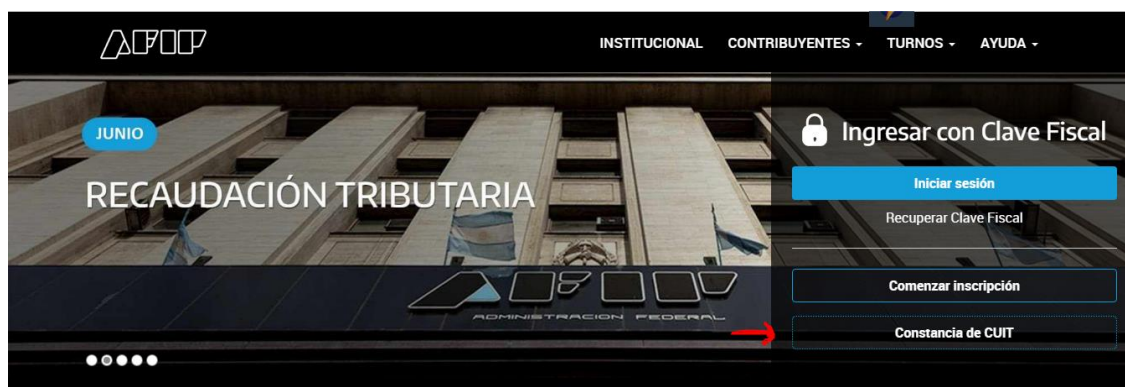 AFIP
INSTITUCIONAL CONTRIBUYENTES TURNOS AYUDA
JUNIO
RECAUDACIÓN TRIBUTARIA
Ingresar con Clave Fiscal
Iniciar sesión
Recuperar Clave Fiscal
Comenzar inscripción
Constancia de CUIT
AFIP
ADMINISTRACION FEDERAL